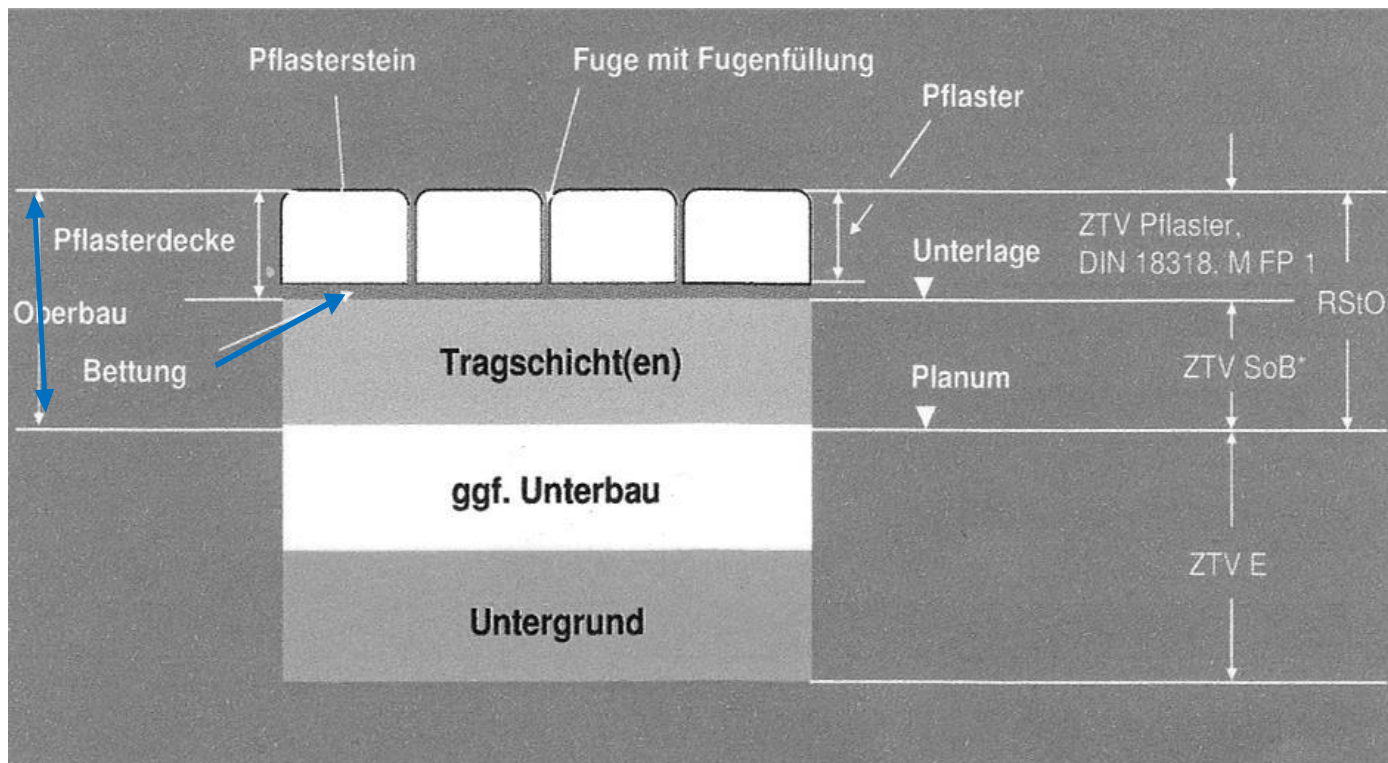 Pflasterstein
Fuge mit Fugenfüllung
Pflaster
Pflasterdecke
Unterlage
ZTV Pflaster,
DIN 18318, M FP 1
RStO
Oberbau
Bettung
Tragschicht(en)
Planum
ZTV SoB*
ggf. Unterbau
ZTV E
Untergrund